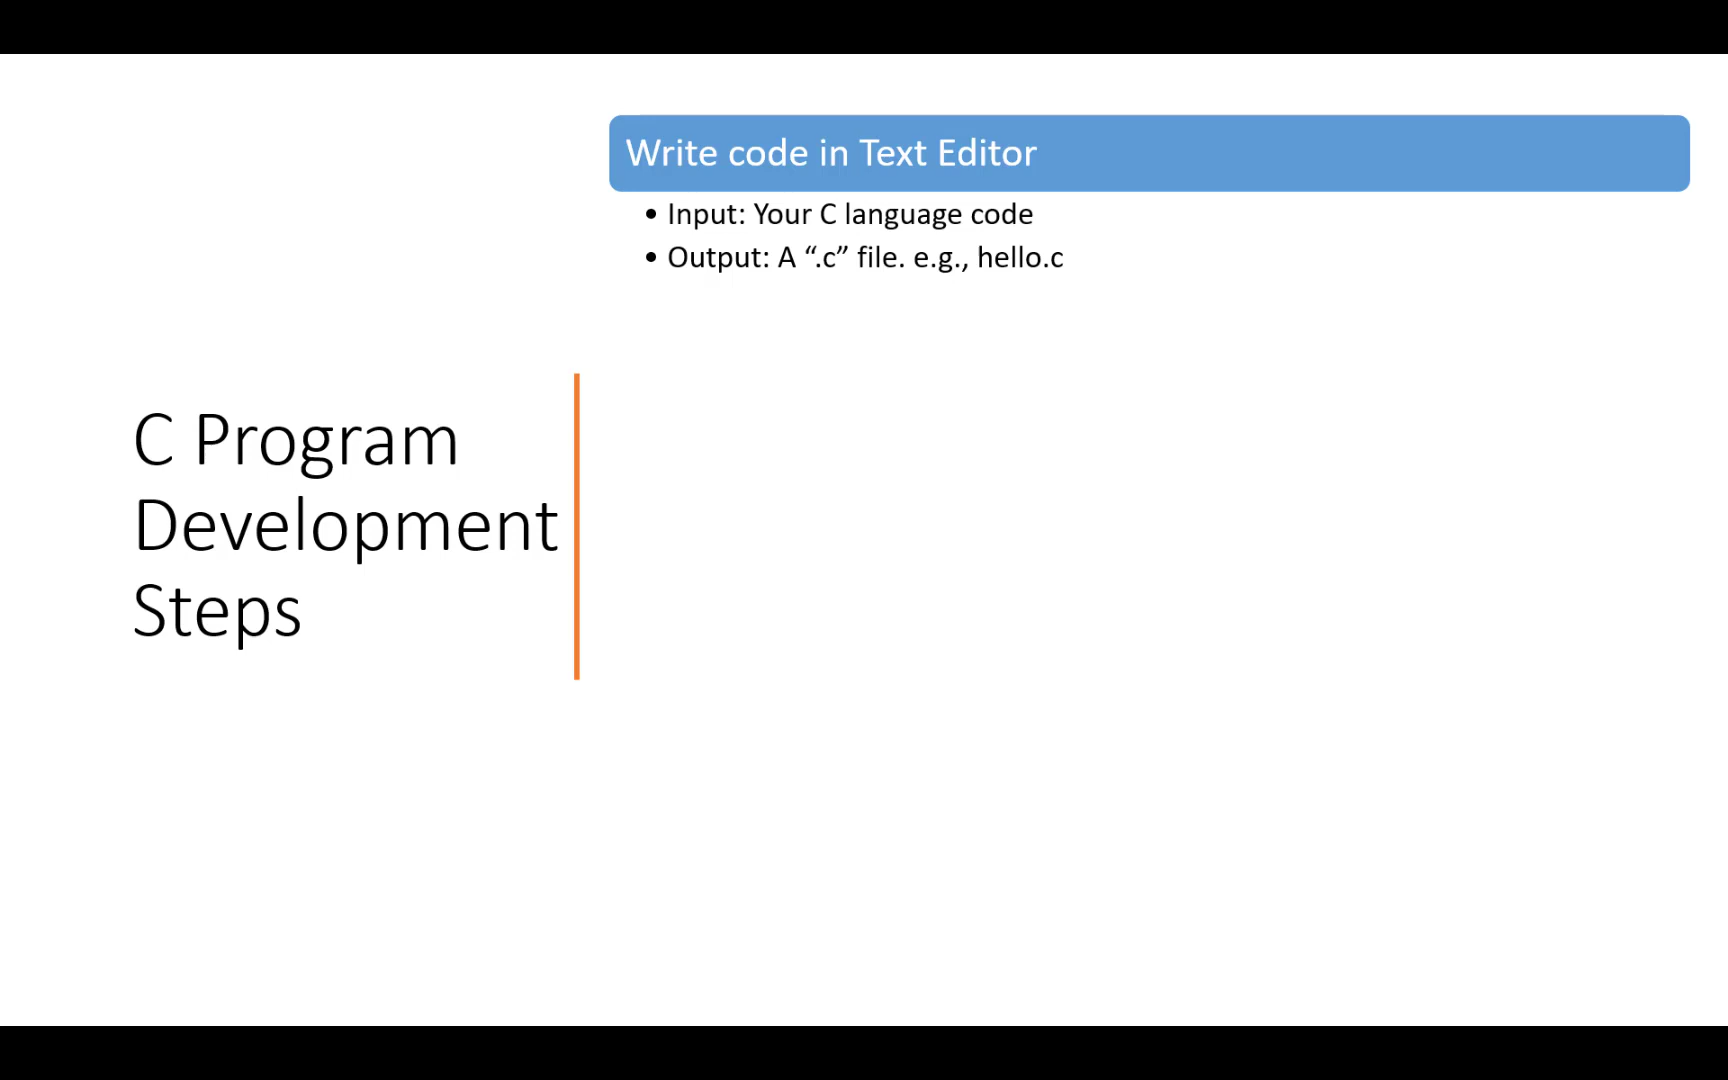 C Program
Development
Steps
Write code in Text Editor
• Input: Your C language code
• Output: A “.c” file. e.g., hello.c